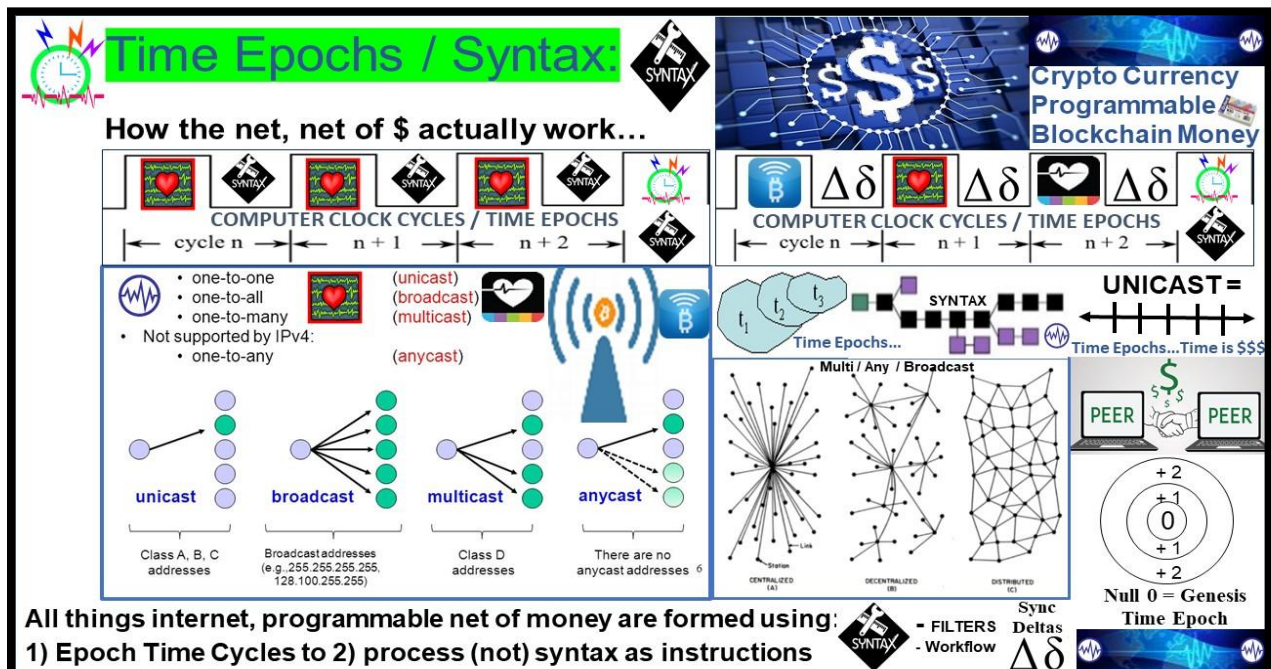 Time Epochs / Syntax:
SYNTAX
How the net, net of $ actually work…
SYNTAX
SYNTAX
SYNTAX
COMPUTER CLOCK CYCLES / TIME EPOCHS
cycle n
n + 1
n + 2
SYNTAX
$ $ $
Crypto Currency
Programmable
Blockchain Money
Δδ
Δδ
Δδ
COMPUTER CLOCK CYCLES / TIME EPOCHS
cycle n
n + 1
n + 2
SYNTAX
• one-to-one (unicast)
• one-to-all (broadcast)
• one-to-many (multicast)
• Not supported by IPv4:
• one-to-any (anycast)
unicast
broadcast
multicast
anycast
Class A, B, C
addresses
Broadcast addresses
(e.g.,255.255.255.255,
128.100.255.255)
Class D
addresses
There are no
anycast addresses
6
t1
t2
t3
Time Epochs...
SYNTAX
UNICAST =
Time Epochs...Time is $$$
Multi / Any / Broadcast
Link
Station
CENTRALIZED
(A)
DECENTRALIZED
(B)
DISTRIBUTED
(C)
$
PEER
PEER
+ 2
+ 1
0
+ 1
+ 2
Null 0 = Genesis
Time Epoch
All things internet, programmable net of money are formed using:
1) Epoch Time Cycles to 2) process (not) syntax as instructions
SYNTAX
- FILTERS
- Workflow
Sync
Deltas
Δδ